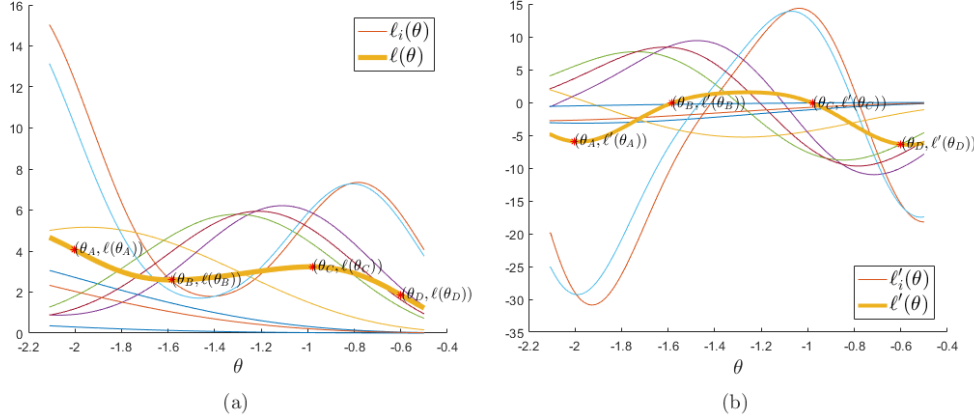 16
14
12
10
8
6
4
2
0
-2.2 -2 -1.8 -1.6 -1.4 -1.2 -1 -0.8 -0.6 -0.4
θ
ℓᵢ(θ)
ℓ(θ)
(θ_A, ℓ(θ_A))
(θ_B, ℓ(θ_B))
(θ_C, ℓ(θ_C))
(θ_D, ℓ(θ_D))
(a)
15
10
5
0
-5
-10
-15
-20
-25
-30
-35
-2.2 -2 -1.8 -1.6 -1.4 -1.2 -1 -0.8 -0.6 -0.4
θ
(θ_A, ℓ'(θ_A))
(θ_B, ℓ'(θ_B))
(θ_C, ℓ'(θ_C))
(θ_D, ℓ'(θ_D))
ℓ'ᵢ(θ)
ℓ'(θ)
(b)